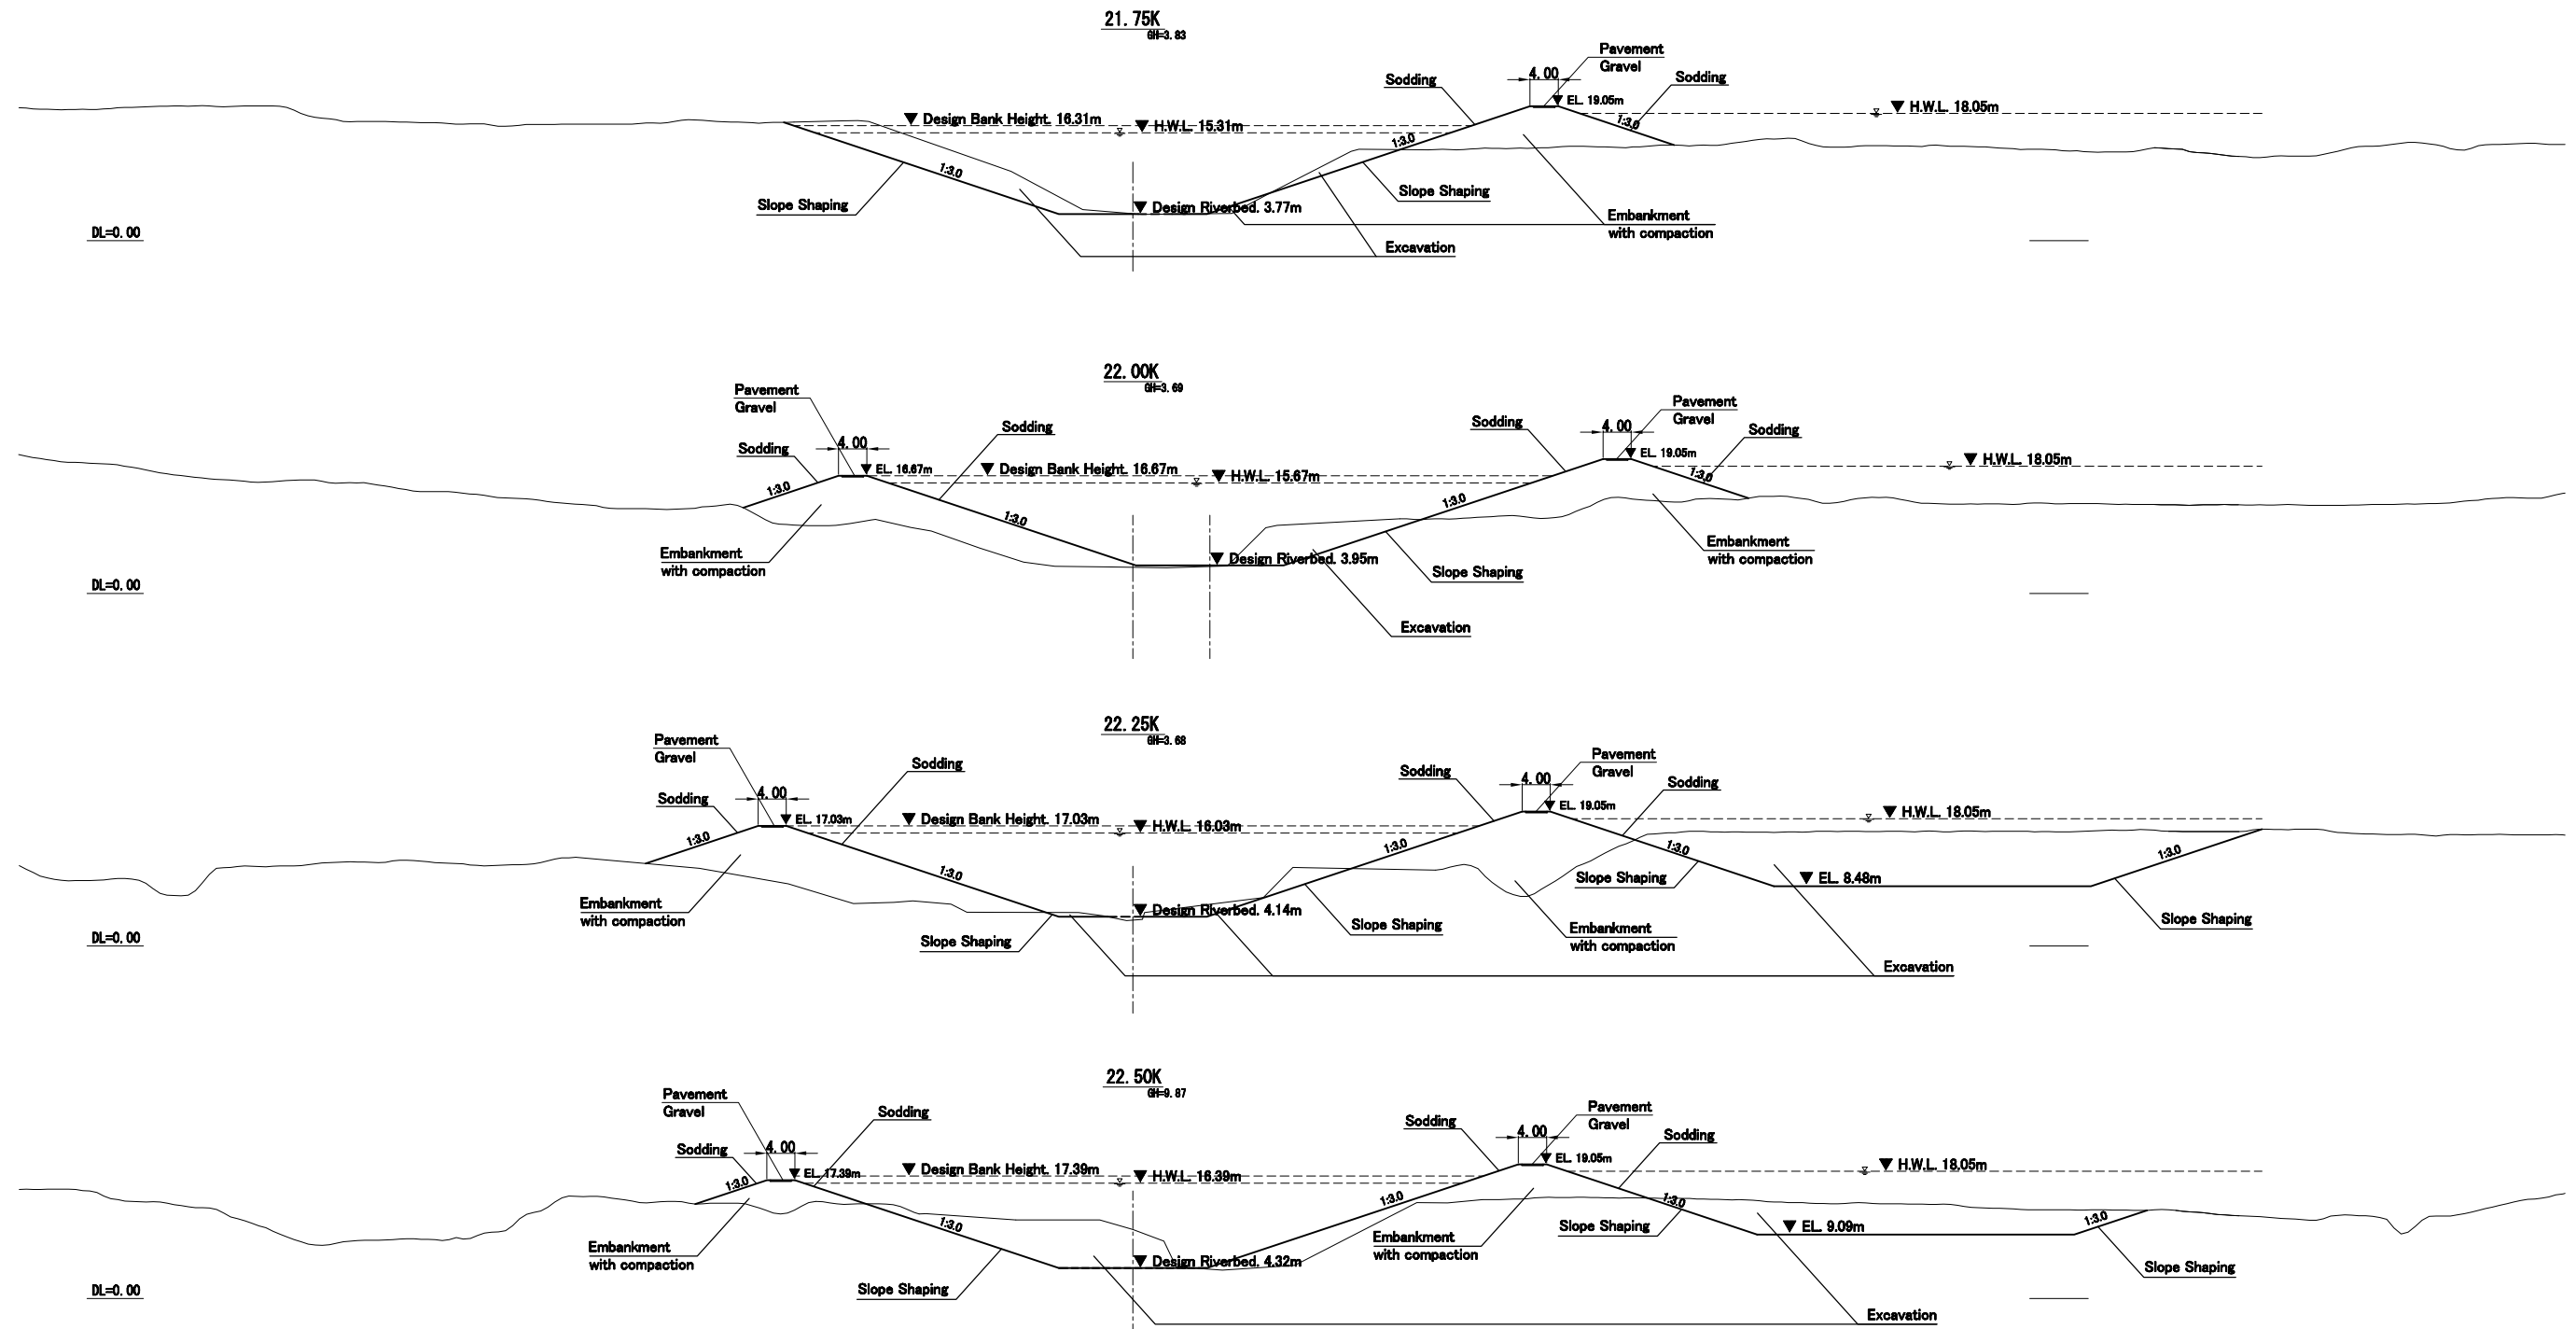 21.75K
GH=3.83
Pavement
Gravel
4.00
Sodding
Sodding
EL. 19.05m
H.W.L. 18.05m
Design Bank Height. 16.31m
H.W.L. 15.31m
1:3.0
1:3.0
1:3.0
Slope Shaping
Slope Shaping
Design Riverbed. 3.77m
Embankment
with compaction
DL=0.00
Excavation
22.00K
GH=3.69
Pavement
Gravel
Pavement
Gravel
Sodding
Sodding
4.00
4.00
Sodding
Sodding
EL. 16.67m
Design Bank Height. 16.67m
H.W.L. 15.67m
EL. 19.05m
H.W.L. 18.05m
1:3.0
1:3.0
1:3.0
1:3.0
Embankment
with compaction
Design Riverbed. 3.95m
Slope Shaping
Embankment
with compaction
DL=0.00
Excavation
22.25K
GH=3.68
Pavement
Gravel
Pavement
Gravel
Sodding
Sodding
Sodding
Sodding
4.00
4.00
EL. 17.03m
Design Bank Height. 17.03m
H.W.L. 16.03m
EL. 19.05m
H.W.L. 18.05m
1:3.0
1:3.0
1:3.0
1:3.0
1:3.0
Slope Shaping
EL. 8.48m
Embankment
with compaction
Design Riverbed. 4.14m
Slope Shaping
Slope Shaping
Embankment
with compaction
Slope Shaping
DL=0.00
Excavation
22.50K
GH=9.87
Pavement
Gravel
Pavement
Gravel
Sodding
Sodding
Sodding
Sodding
4.00
4.00
EL. 17.39m
Design Bank Height. 17.39m
H.W.L. 16.39m
EL. 19.05m
H.W.L. 18.05m
1:3.0
1:3.0
1:3.0
1:3.0
1:3.0
Embankment
with compaction
Design Riverbed. 4.32m
Embankment
with compaction
Slope Shaping
EL. 9.09m
Slope Shaping
Slope Shaping
DL=0.00
Excavation